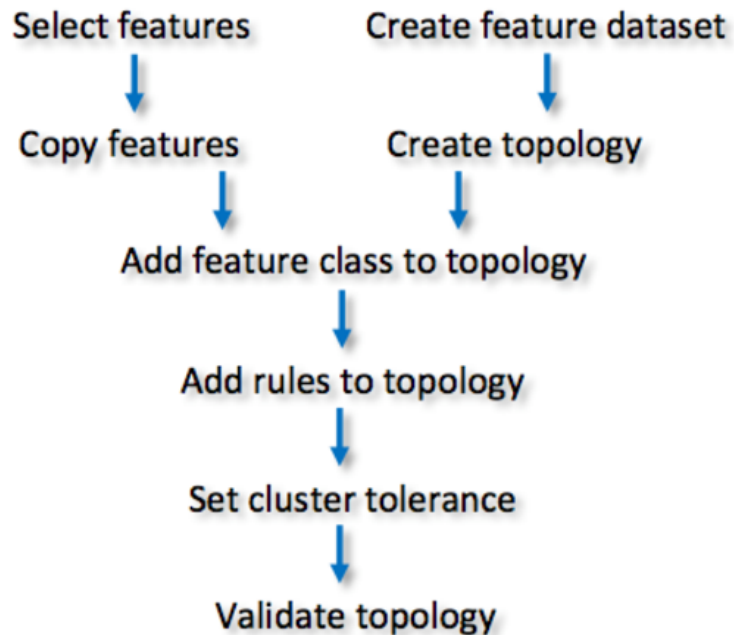 Select features
Create feature dataset
Copy features
Create topology
Add feature class to topology
Add rules to topology
Set cluster tolerance
Validate topology